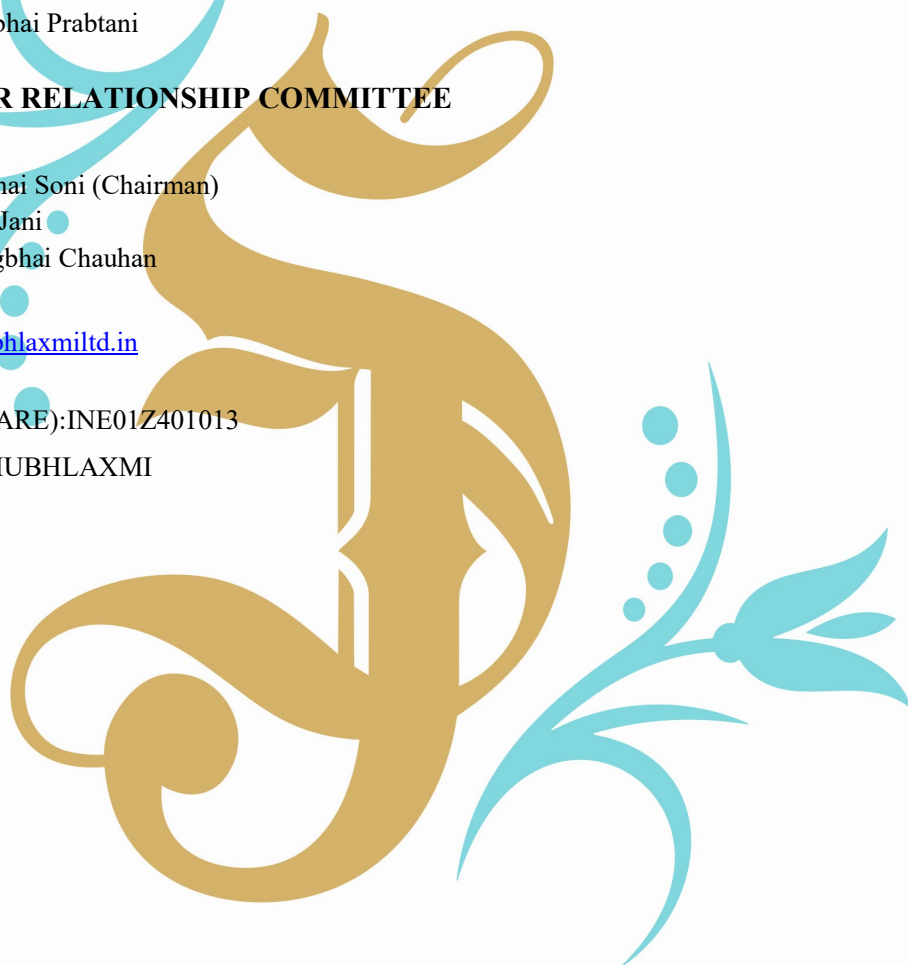 bhai Prabtani
R RELATIONSHIP COMMITTEE
hai Soni (Chairman)
Jani
gbhai Chauhan
bhlaxmiltd.in
ARE):INE01Z401013
HUBHLAXMI